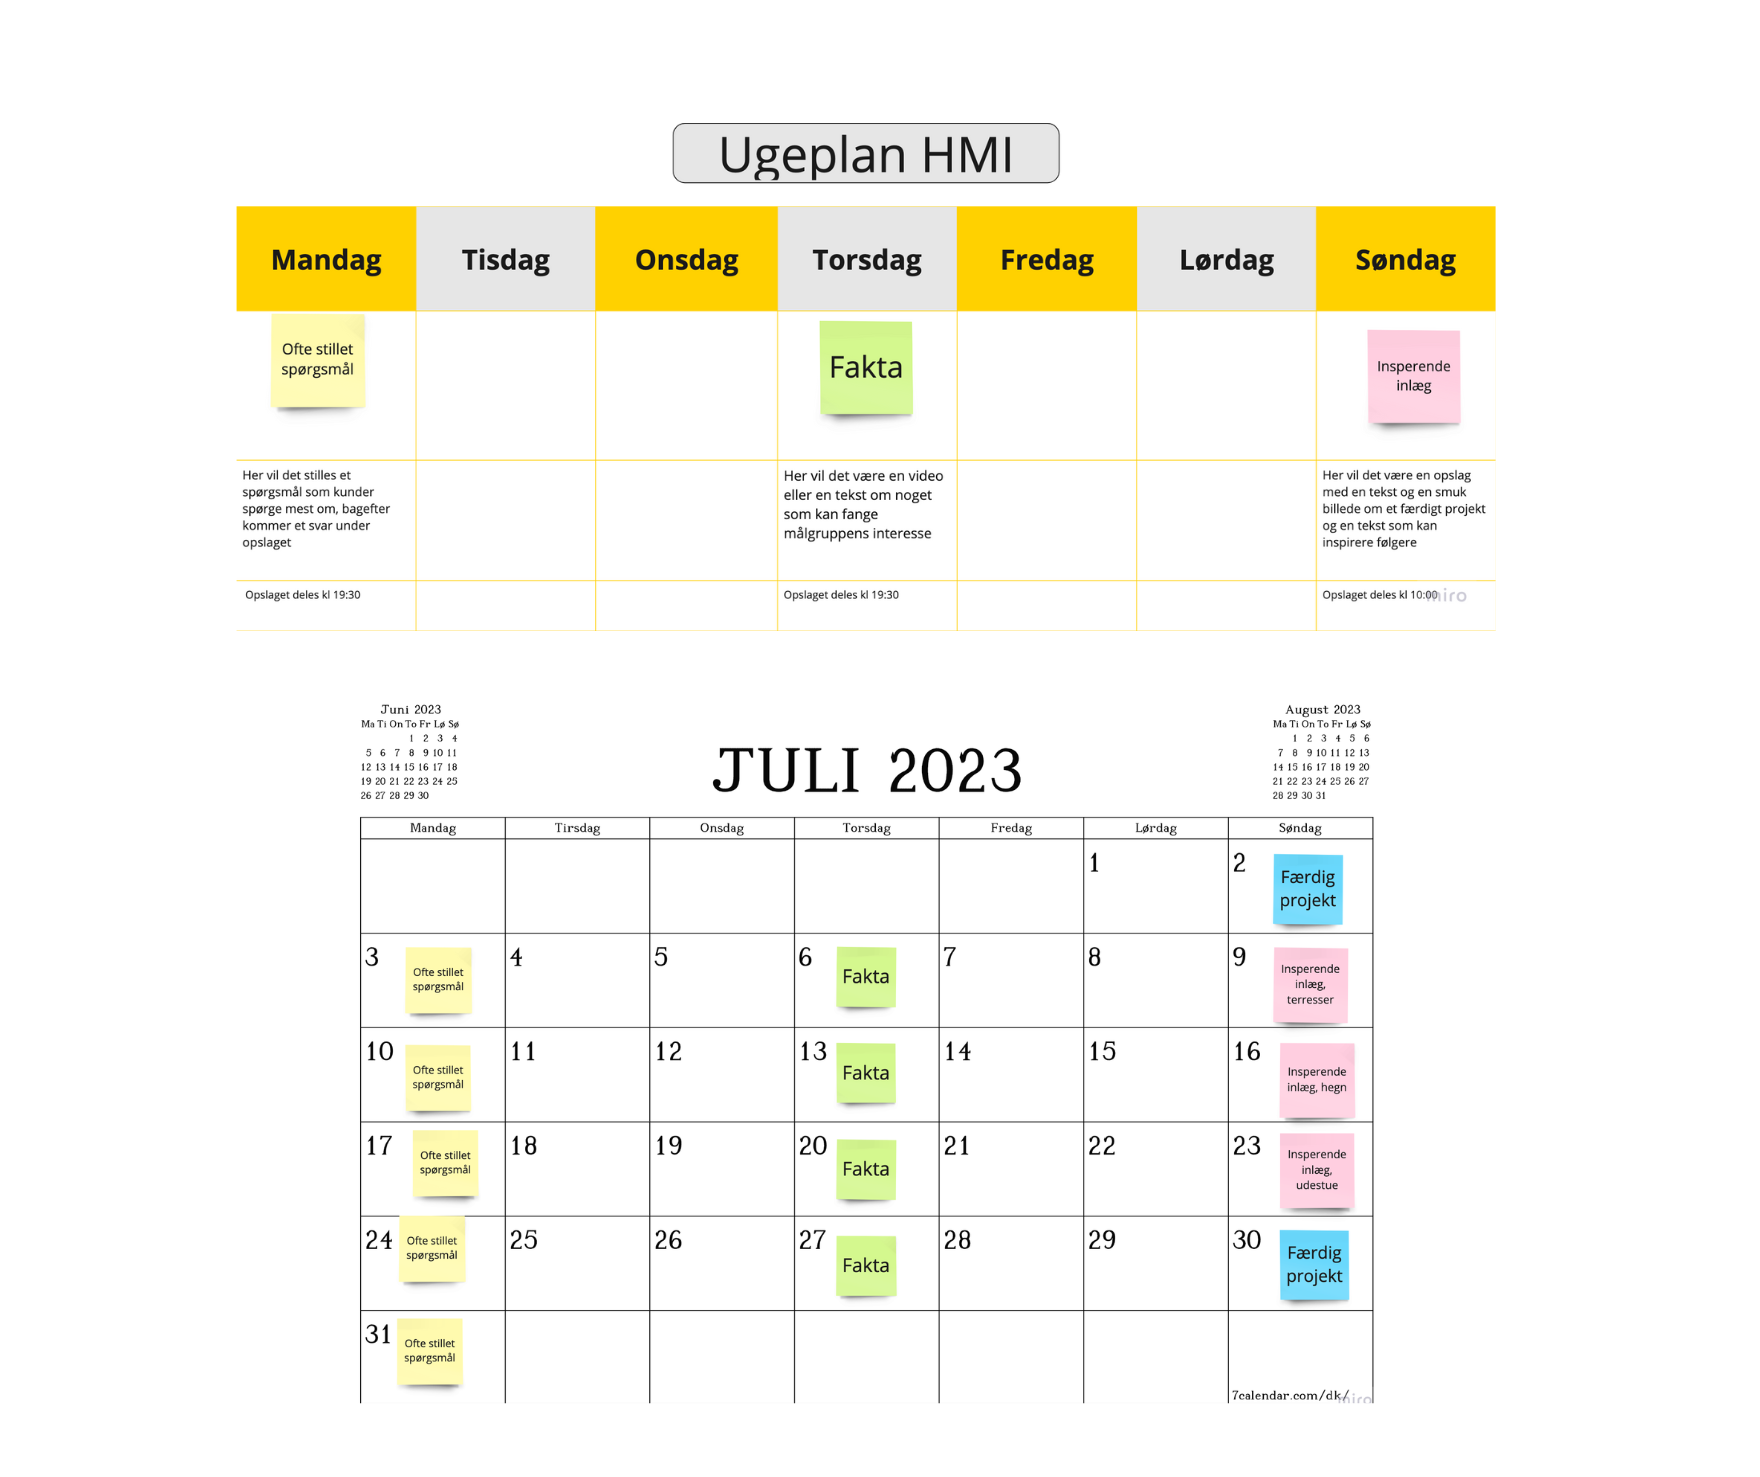 Ugeplan HMI
Mandag Tisdag Onsdag Torsdag Fredag Lørdag Søndag
Ofte stillet
spørgsmål
Fakta
Insperende
inlæg
Her vil det stilles et
spørgsmål som kunder
spørge mest om, bagefter
kommer et svar under
opslaget
Her vil det være en video
eller en tekst om noget
som kan fange
målgruppens interesse
Her vil det være en opslag
med en tekst og en smuk
billede om et færdigt projekt
og en tekst som kan
inspirere følgere
Opslaget deles kl 19:30
Opslaget deles kl 19:30
Opslaget deles kl 10:00
miro
Juni 2023
Ma Ti On To Fr Lø Sø
1 2 3 4
5 6 7 8 9 10 11
12 13 14 15 16 17 18
19 20 21 22 23 24 25
26 27 28 29 30
JULI 2023
August 2023
Ma Ti On To Fr Lø Sø
1 2 3 4 5 6
7 8 9 10 11 12 13
14 15 16 17 18 19 20
21 22 23 24 25 26 27
28 29 30 31
Mandag Tirsdag Onsdag Torsdag Fredag Lørdag Søndag
1 2
Færdig
projekt
3 4 5 6 7 8 9
Ofte stillet
spørgsmål
Fakta
Insperende
inlæg,
terresser
10 11 12 13 14 15 16
Ofte stillet
spørgsmål
Fakta
Insperende
inlæg, hegn
17 18 19 20 21 22 23
Ofte stillet
spørgsmål
Fakta
Insperende
inlæg,
udestue
24 25 26 27 28 29 30
Ofte stillet
spørgsmål
Fakta
Færdig
projekt
31
Ofte stillet
spørgsmål
7calendar.com/dk/
miro